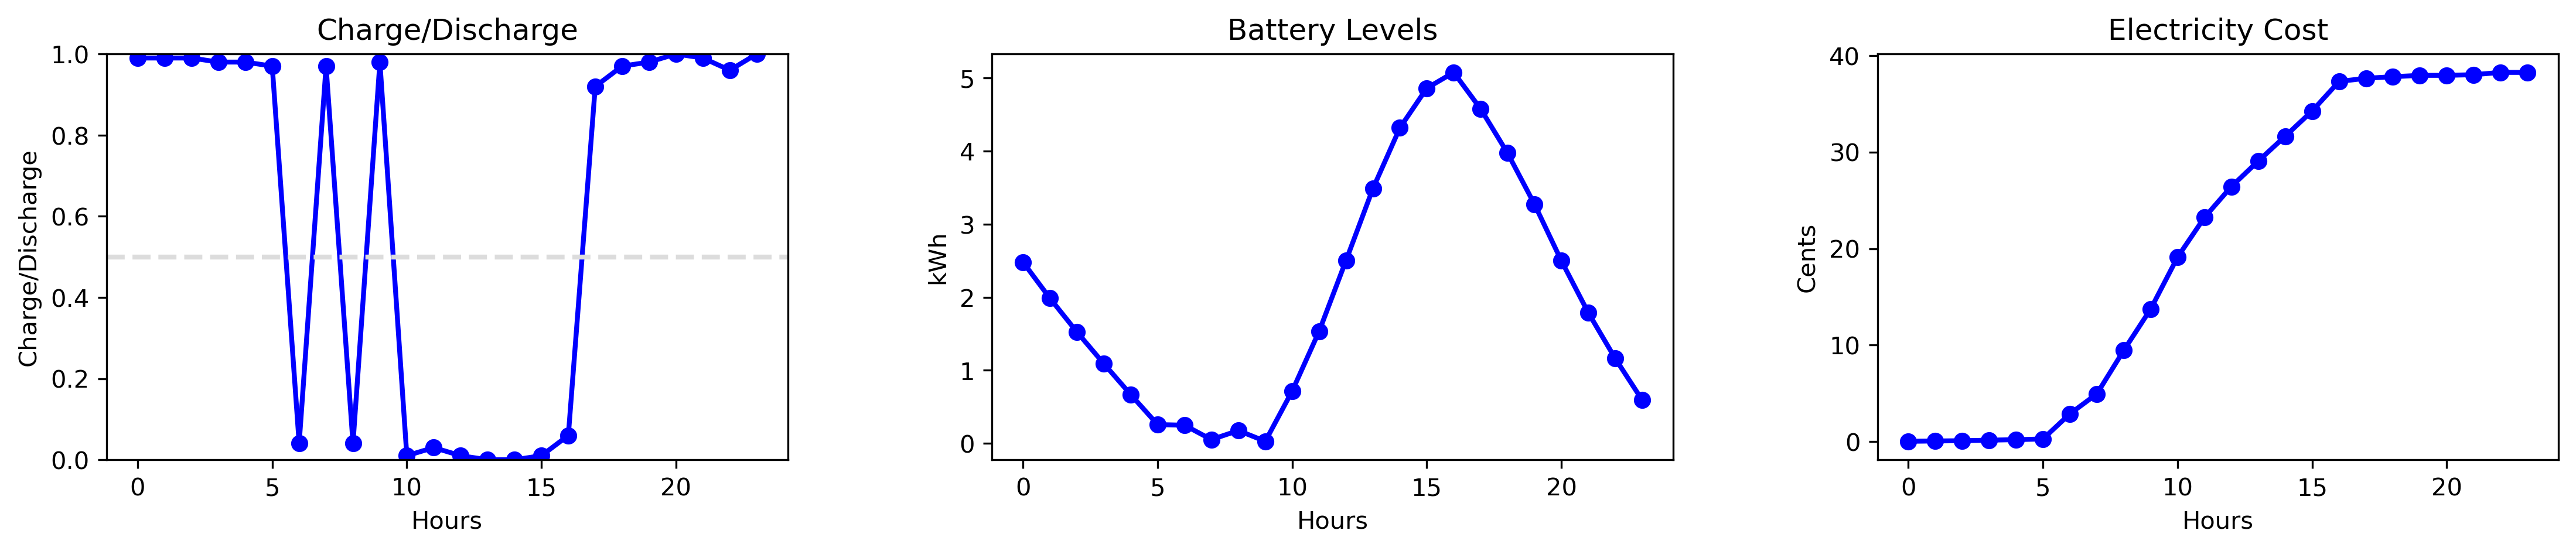 Charge/Discharge
Charge/Discharge
1.0
0.8
0.6
0.4
0.2
0.0
0 5 10 15 20
Hours
Battery Levels
kWh
5
4
3
2
1
0
0 5 10 15 20
Hours
Electricity Cost
Cents
40
30
20
10
0
0 5 10 15 20
Hours